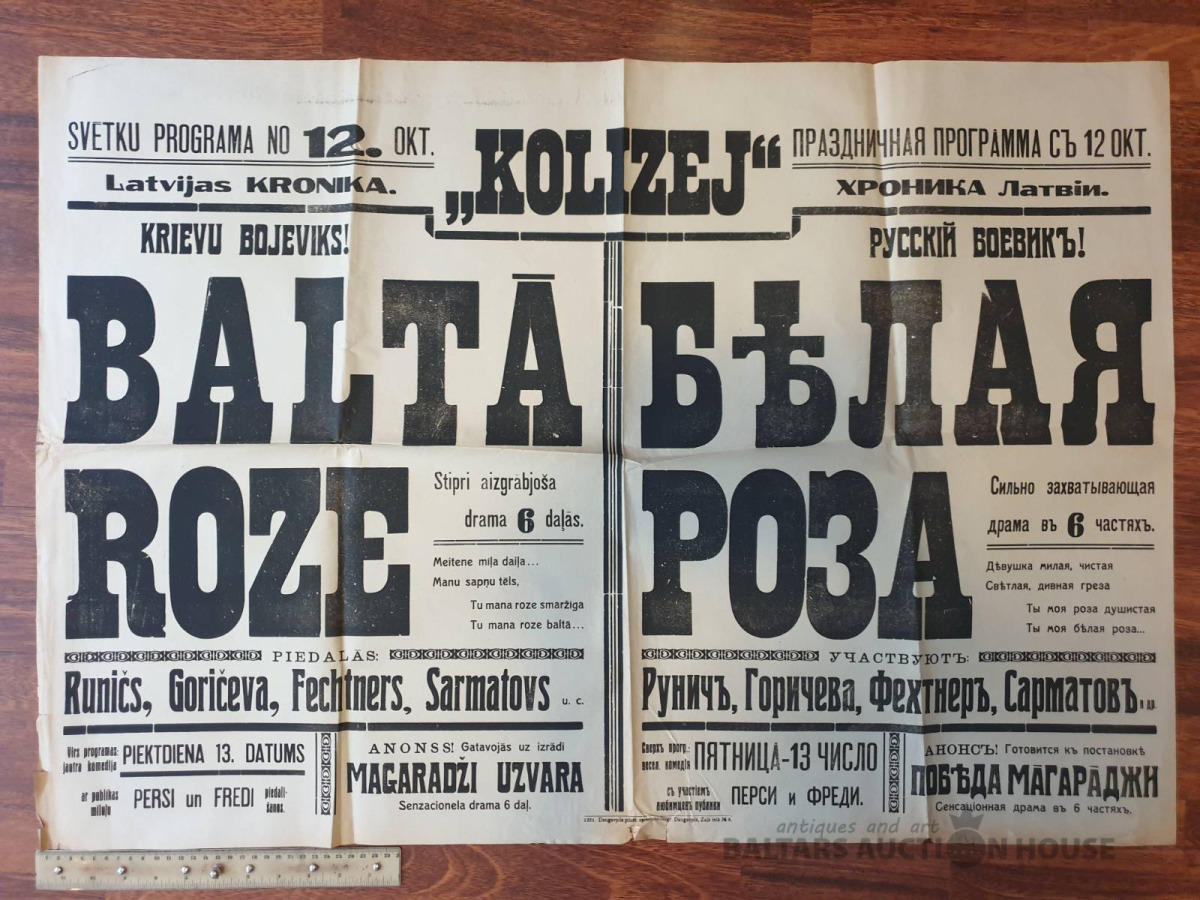 SVETKU PROGRAMA NO 12. OKT.
Latvijas KRONIKA.
„KOLIZEJ“
ПРАЗДНИЧНАЯ ПРОГРАММА СЪ 12 ОКТ.
ХРОНИКА Латвіи.
KRIEVU BOJEVIKS!
BALTĀ
ROZE
Stipri aizgrābjoša
drama 6 daļās.
Meitene mīļa daiļa...
Manu sapņu tēls,
Tu mana roze smaržīga
Tu mana roze baltā...
PIEDALĀS:
Runičs, Goričeva, Fechtners, Sarmatovs u. c.
Virs programas:
jautra komedija
PIEKTDIENA 13. DATUMS
ar publikas
miluļu
PERSI un FREDI
piedalī-
šanos.
ANONSS! Gatavojās uz izrādi
MAGARADŽI UZVARA
Senzacionela drama 6 daļ.
РУССКІЙ БОЕВИКЪ!
БѢЛАЯ
РОЗА
Сильно захватывающая
драма въ 6 частяхъ.
Дѣвушка милая, чистая
Свѣтлая, дивная греза
Ты моя роза душистая
Ты моя бѣлая роза...
УЧАСТВУЮТЪ:
Руничъ, Горичева, Фехтнеръ, Сарматовъ и др.
Сверхъ прогр.:
весел. комедія
ПЯТНИЦА-13 ЧИСЛО
съ участіемъ
любимцевъ публики
ПЕРСИ и ФРЕДИ.
АНОНСЪ! Готовится къ постановкѣ
ПОБѢДА МАГАРАДЖИ
Сенсаціонная драма въ 6 частяхъ.
antiques and art
BALTARS AUCTION HOUSE